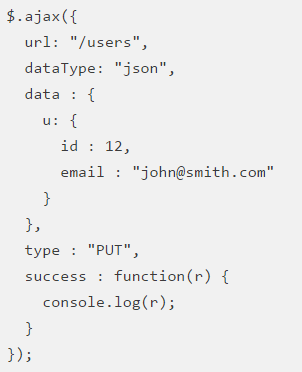 $.ajax({
  url: "/users",
  dataType: "json",
  data : {
    u: {
      id : 12,
      email : "john@smith.com"
    }
  },
  type : "PUT",
  success : function(r) {
    console.log(r);
  }
});